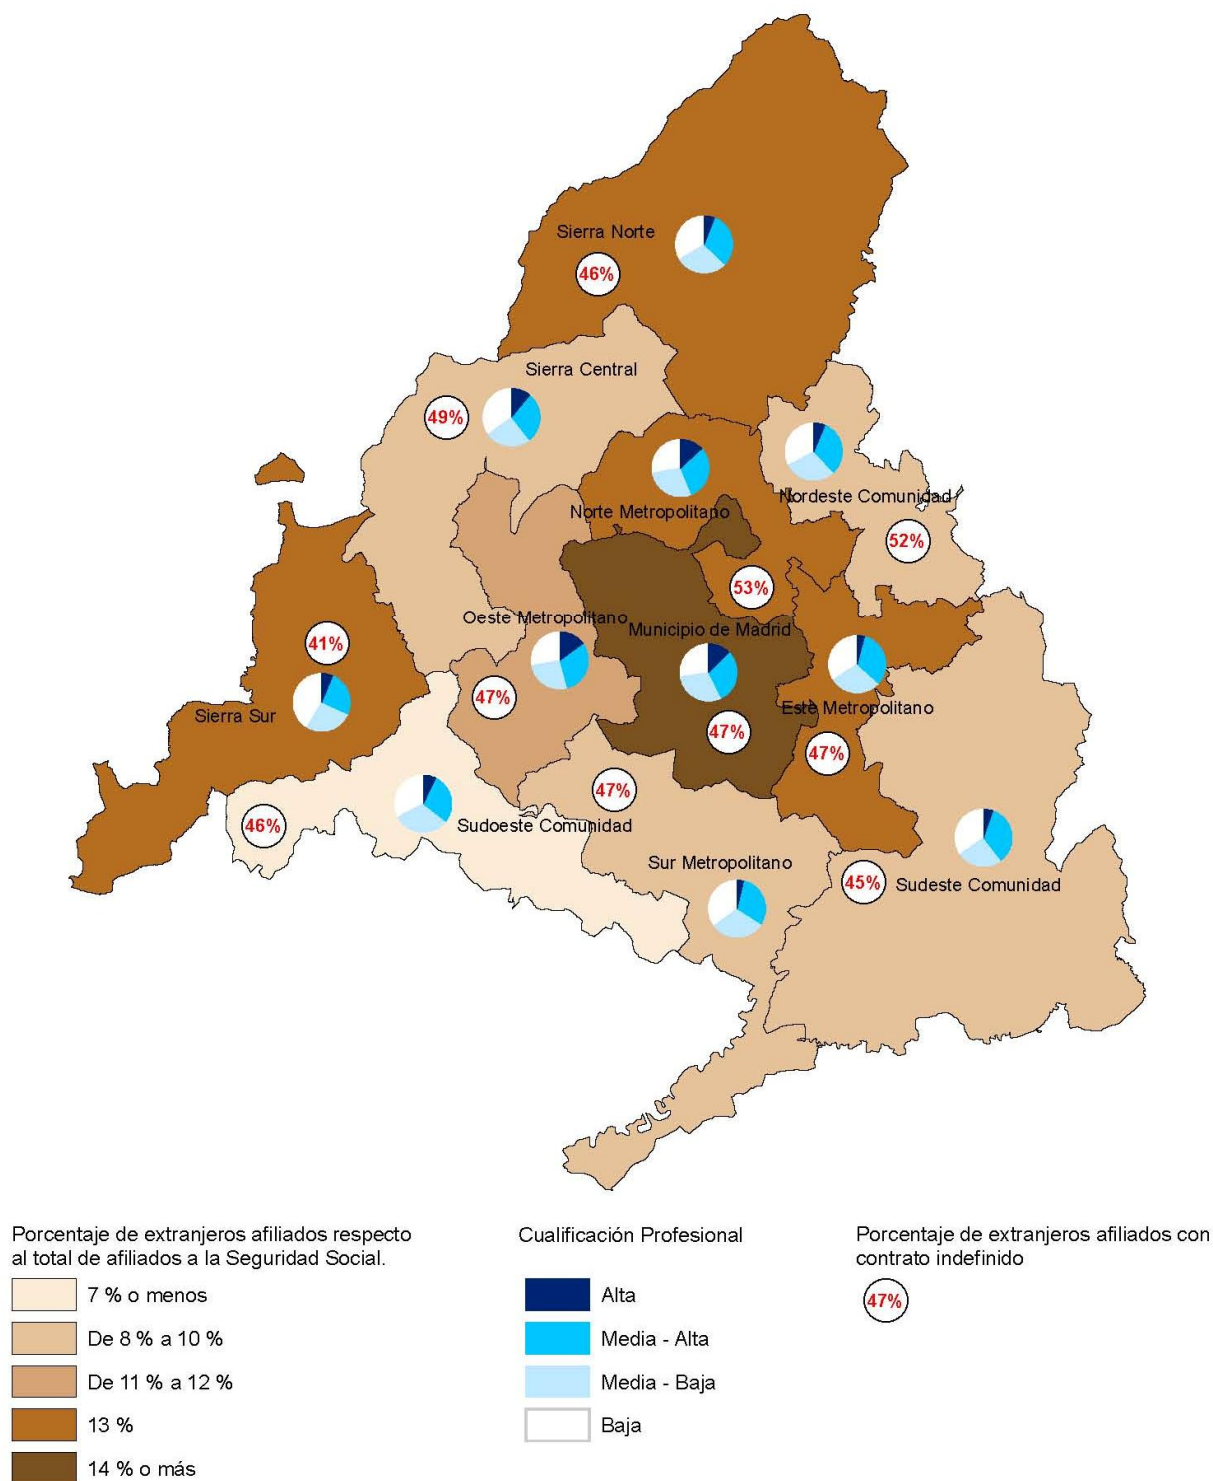 Sierra Norte
46%
Sierra Central
49%
Nordeste Comunidad
Norte Metropolitano
52%
53%
Oeste Metropolitano
Municipio de Madrid
41%
47%
Sierra Sur
Este Metropolitano
47%
47%
47%
46%
Sudoeste Comunidad
Sur Metropolitano
45%
Sudeste Comunidad
Porcentaje de extranjeros afiliados respecto
al total de afiliados a la Seguridad Social.
7 % o menos
De 8 % a 10 %
De 11 % a 12 %
13 %
14 % o más
Cualificación Profesional
Alta
Media - Alta
Media - Baja
Baja
Porcentaje de extranjeros afiliados con
contrato indefinido
47%